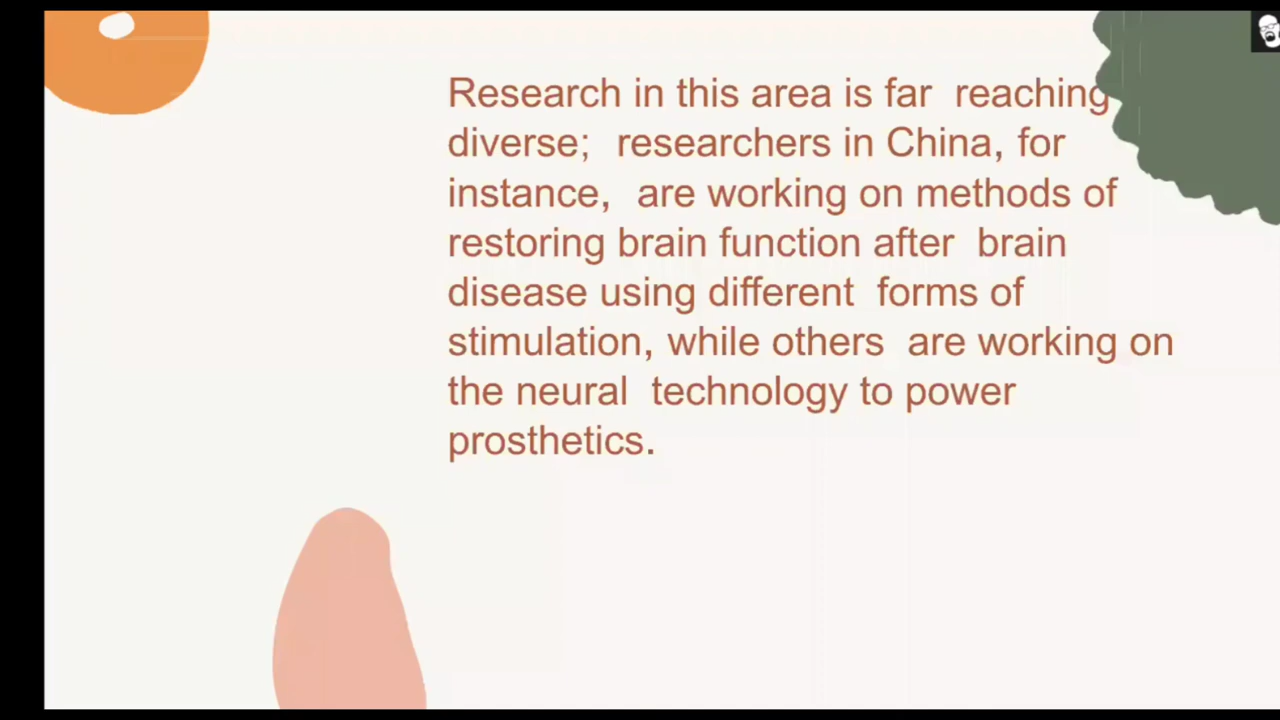 Research in this area is far reaching
diverse; researchers in China, for
instance, are working on methods of
restoring brain function after brain
disease using different forms of
stimulation, while others are working on
the neural technology to power
prosthetics.